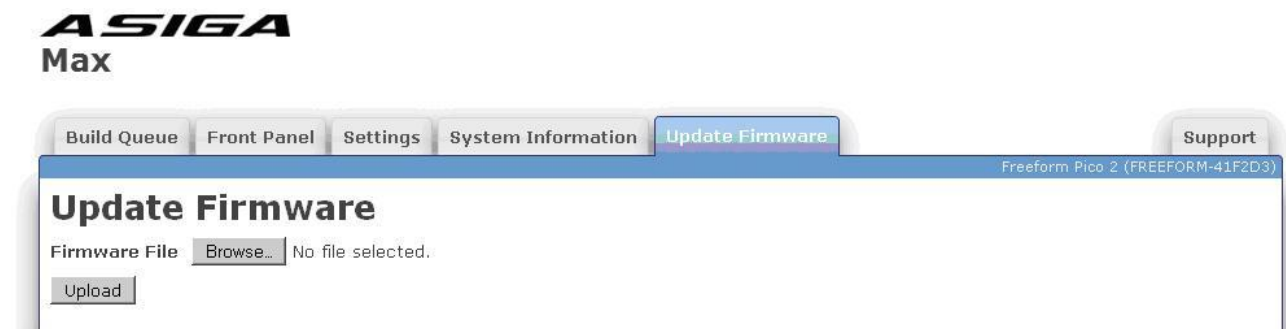 ASIGA
Max
Build Queue Front Panel Settings System Information Update Firmware Support
Freeform Pico 2 (FREEFORM-41F2D3)
Update Firmware
Firmware File Browse… No file selected.
Upload